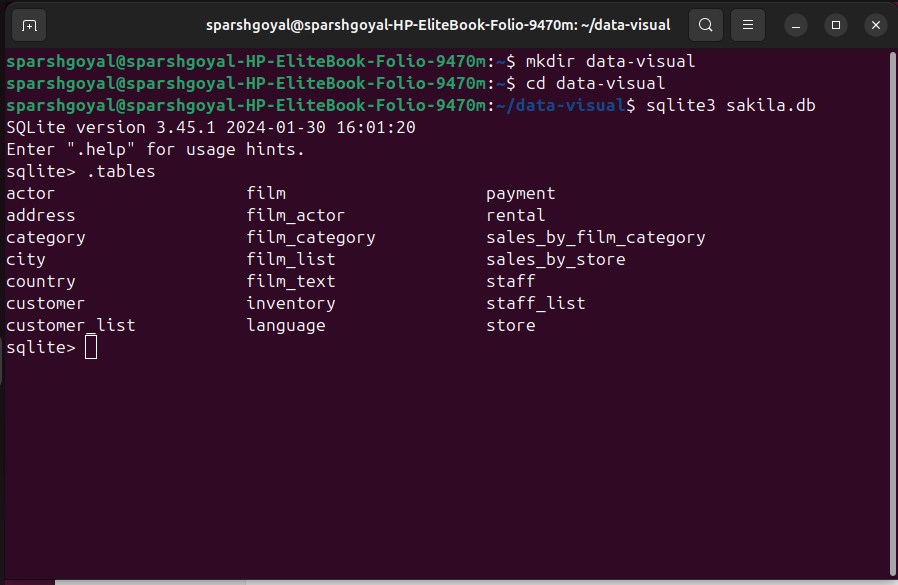 sparshgoyal@sparshgoyal-HP-EliteBook-Folio-9470m: ~/data-visual
sparshgoyal@sparshgoyal-HP-EliteBook-Folio-9470m:~$ mkdir data-visual
sparshgoyal@sparshgoyal-HP-EliteBook-Folio-9470m:~$ cd data-visual
sparshgoyal@sparshgoyal-HP-EliteBook-Folio-9470m:~/data-visual$ sqlite3 sakila.db
SQLite version 3.45.1 2024-01-30 16:01:20
Enter ".help" for usage hints.
sqlite> .tables
actor                   film                    payment
address                 film_actor              rental
category                film_category           sales_by_film_category
city                    film_list               sales_by_store
country                 film_text               staff
customer                inventory               staff_list
customer_list           language                store
sqlite>